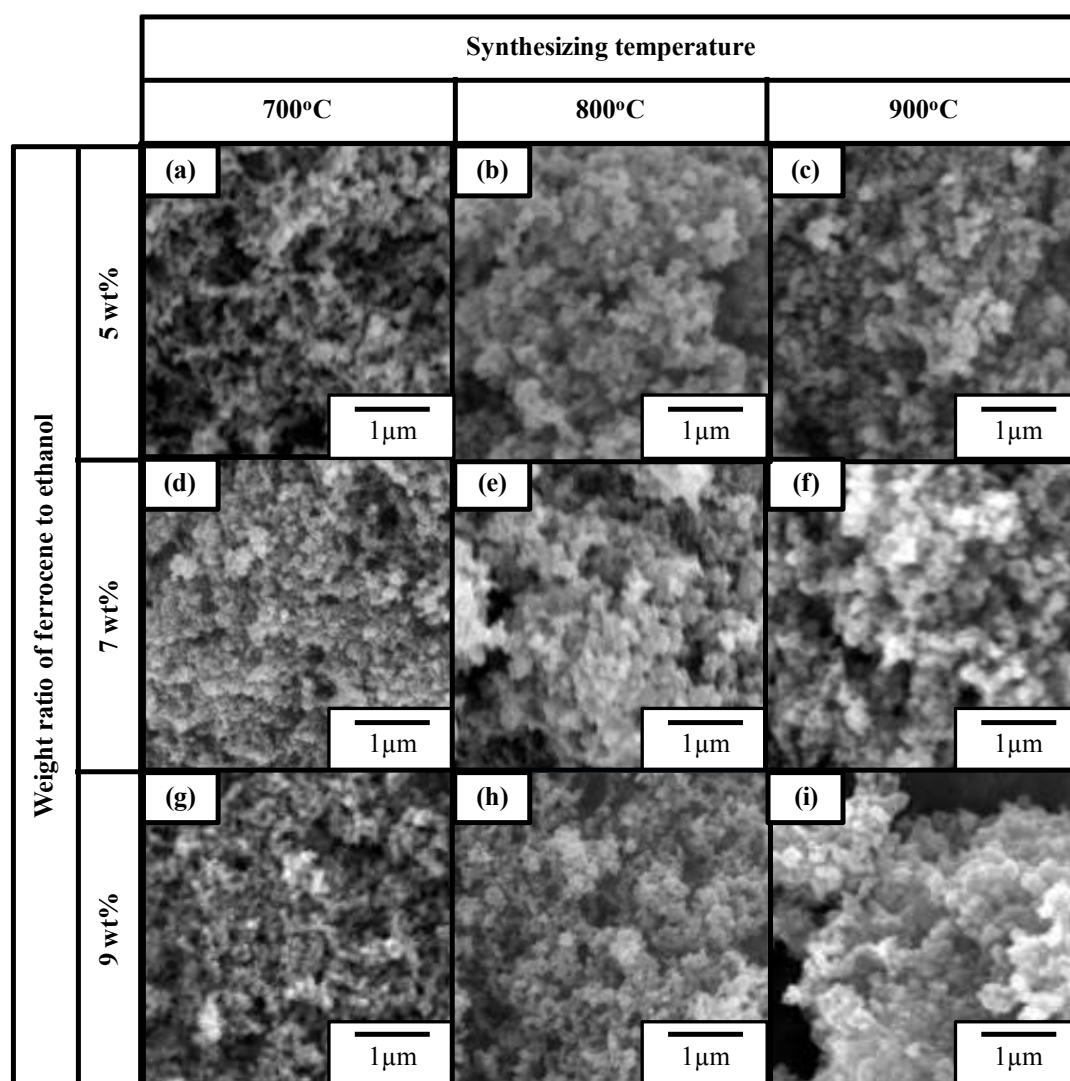 Synthesizing temperature
700°C
800°C
900°C
Weight ratio of ferrocene to ethanol
5 wt%
(a)
(b)
(c)
1μm
1μm
1μm
7 wt%
(d)
(e)
(f)
1μm
1μm
1μm
9 wt%
(g)
(h)
(i)
1μm
1μm
1μm